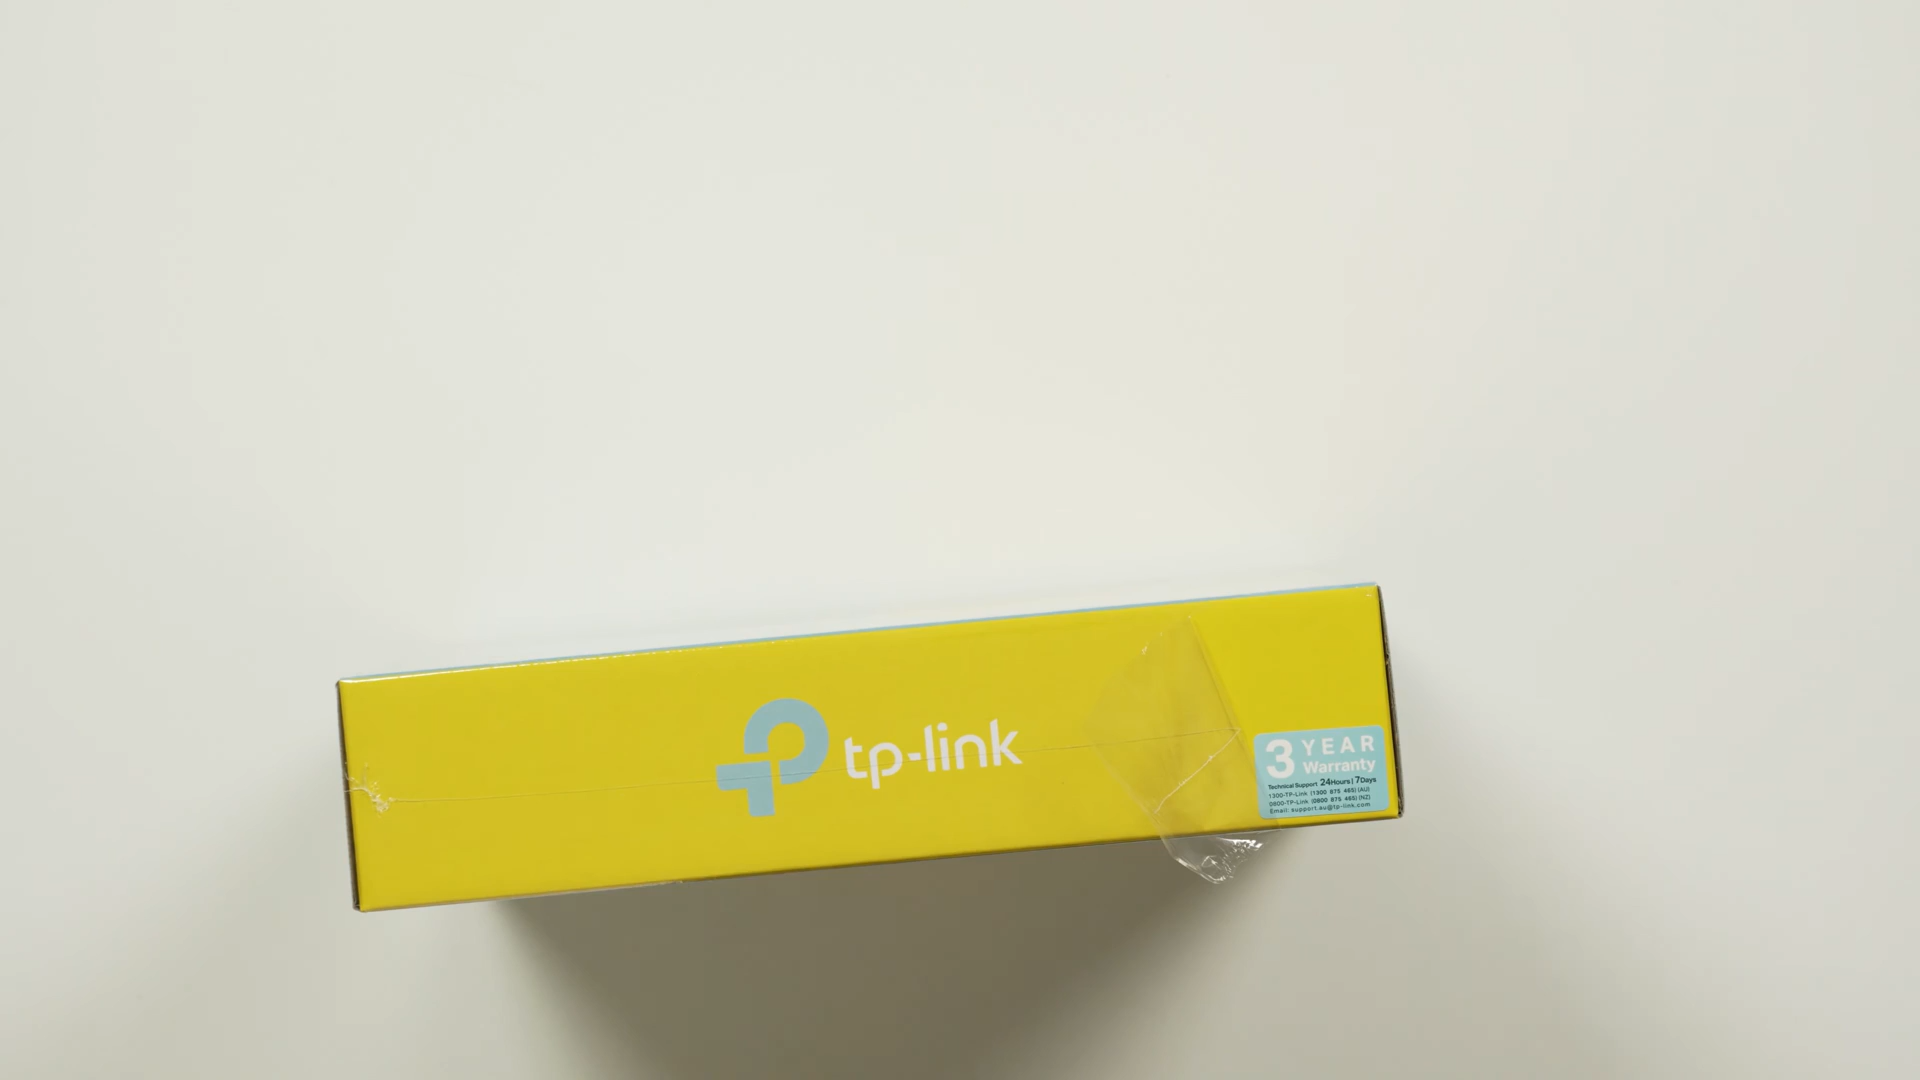 tp-link
3 YEAR
Warranty
Technical Support 24Hours | 7Days
1300-TP-Link (1300 875 465) (AU)
0800-TP-Link (0800 875 465) (NZ)
Email: support.au@tp-link.com